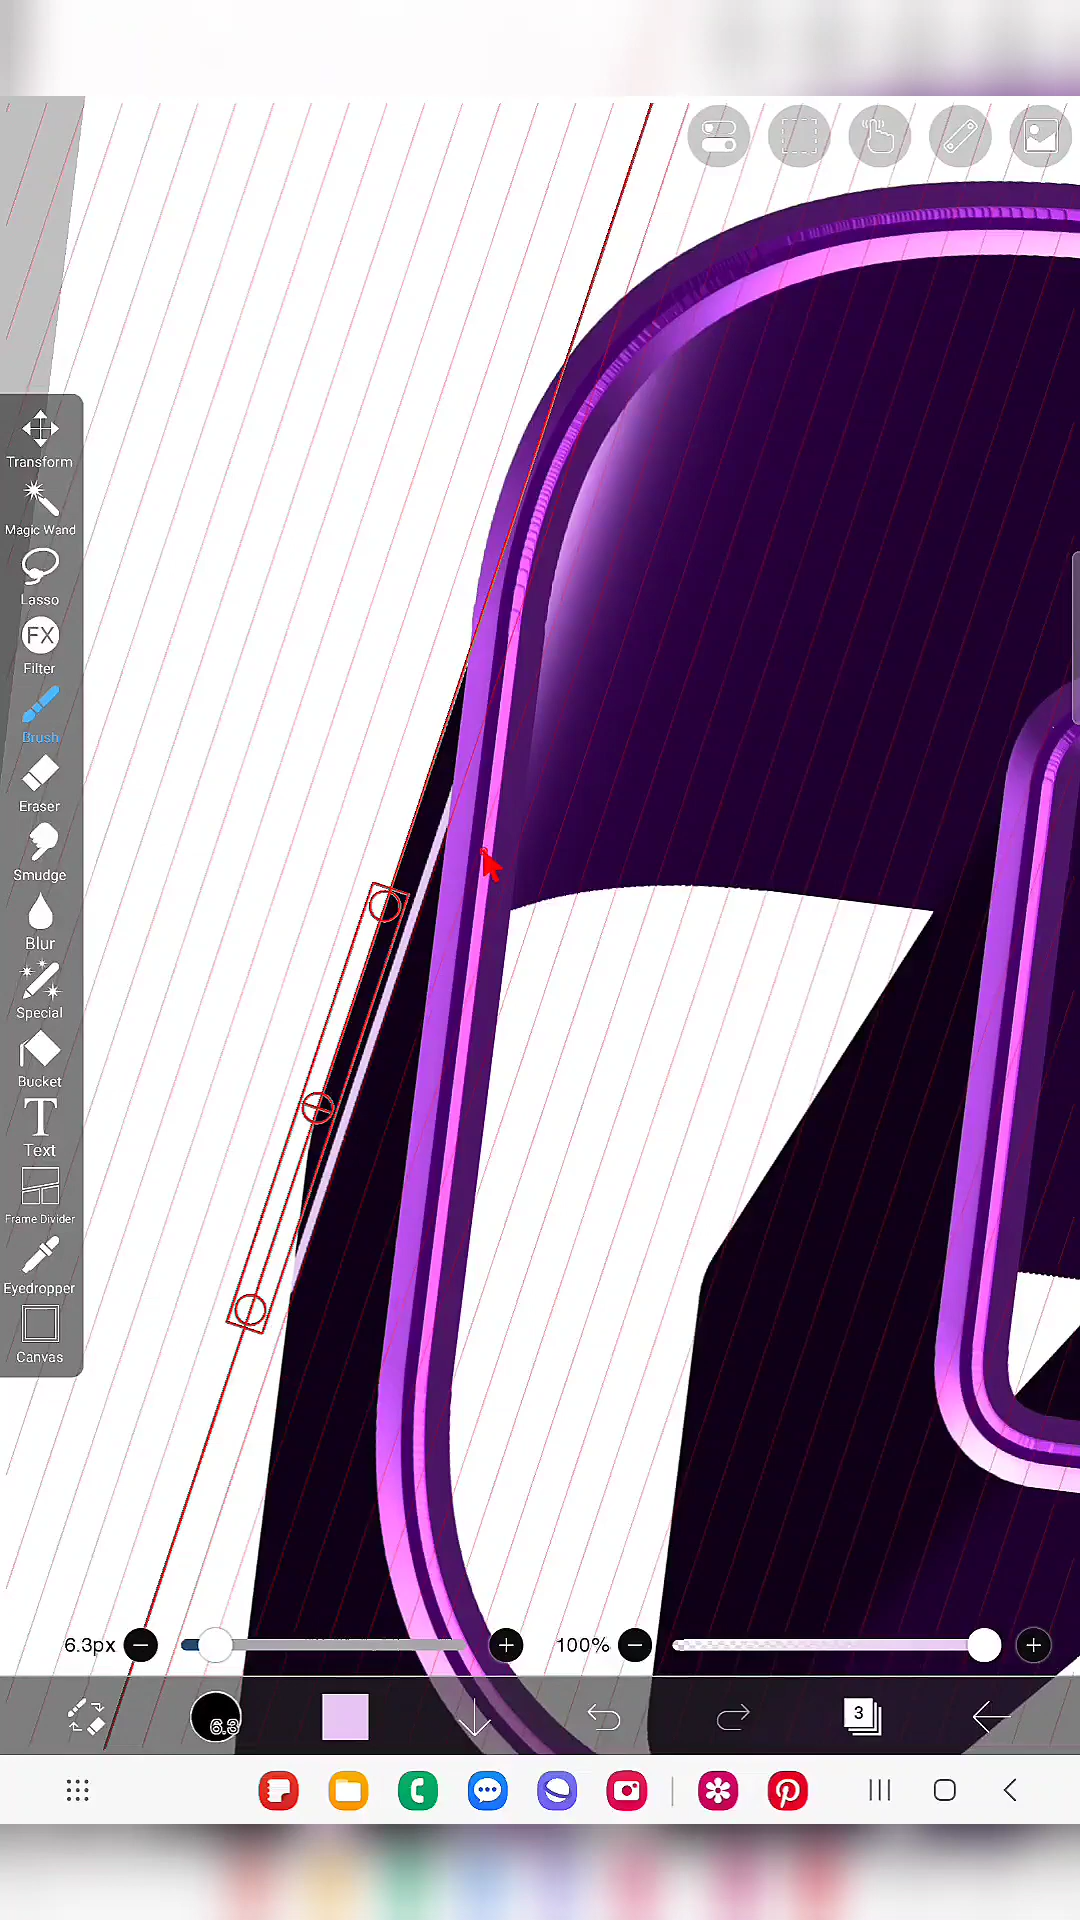 Transform
Magic Wand
Lasso
FX
Filter
Brush
Eraser
Smudge
Blur
Special
Bucket
T
Text
Frame Divider
Eyedropper
Canvas
6.3px
100%
6.3
3